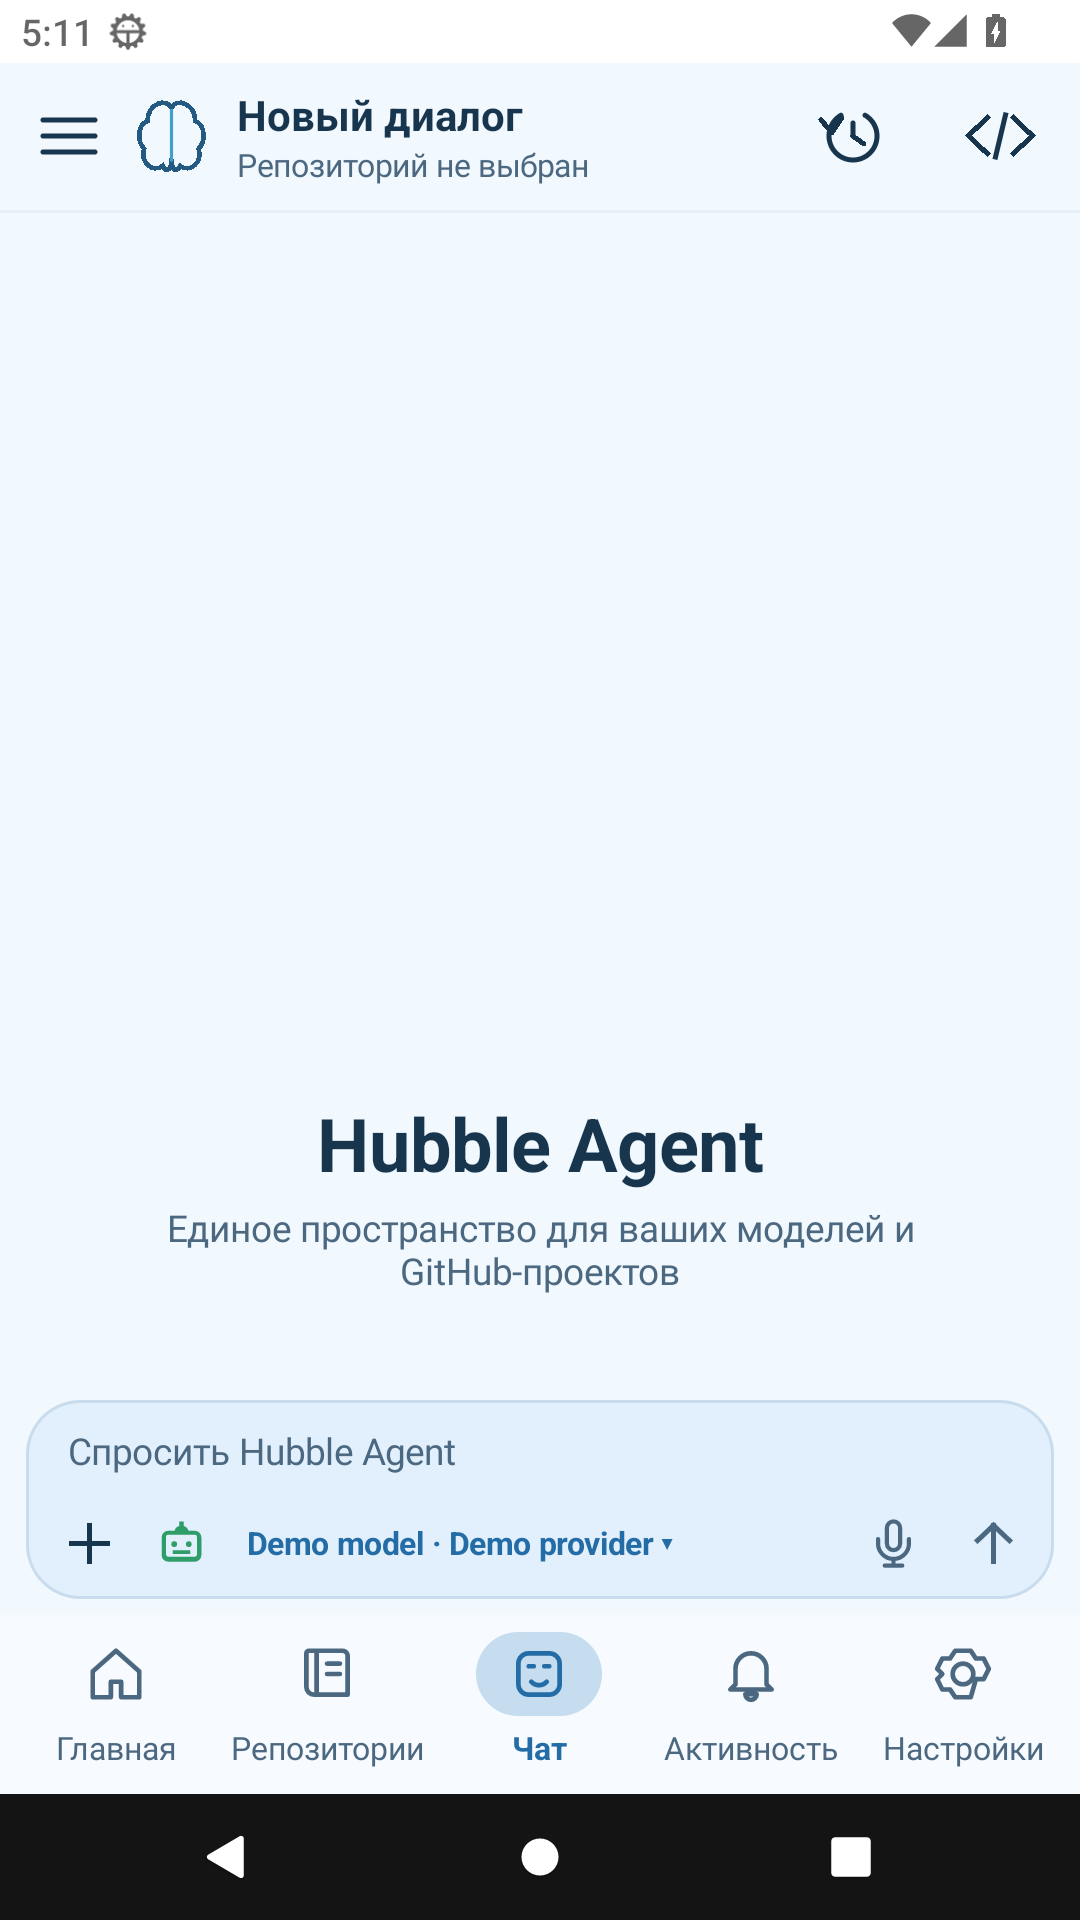 5:11
Новый диалог
Репозиторий не выбран
Hubble Agent
Единое пространство для ваших моделей и
GitHub-проектов
Спросить Hubble Agent
Demo model · Demo provider ▾
Главная
Репозитории
Чат
Активность
Настройки